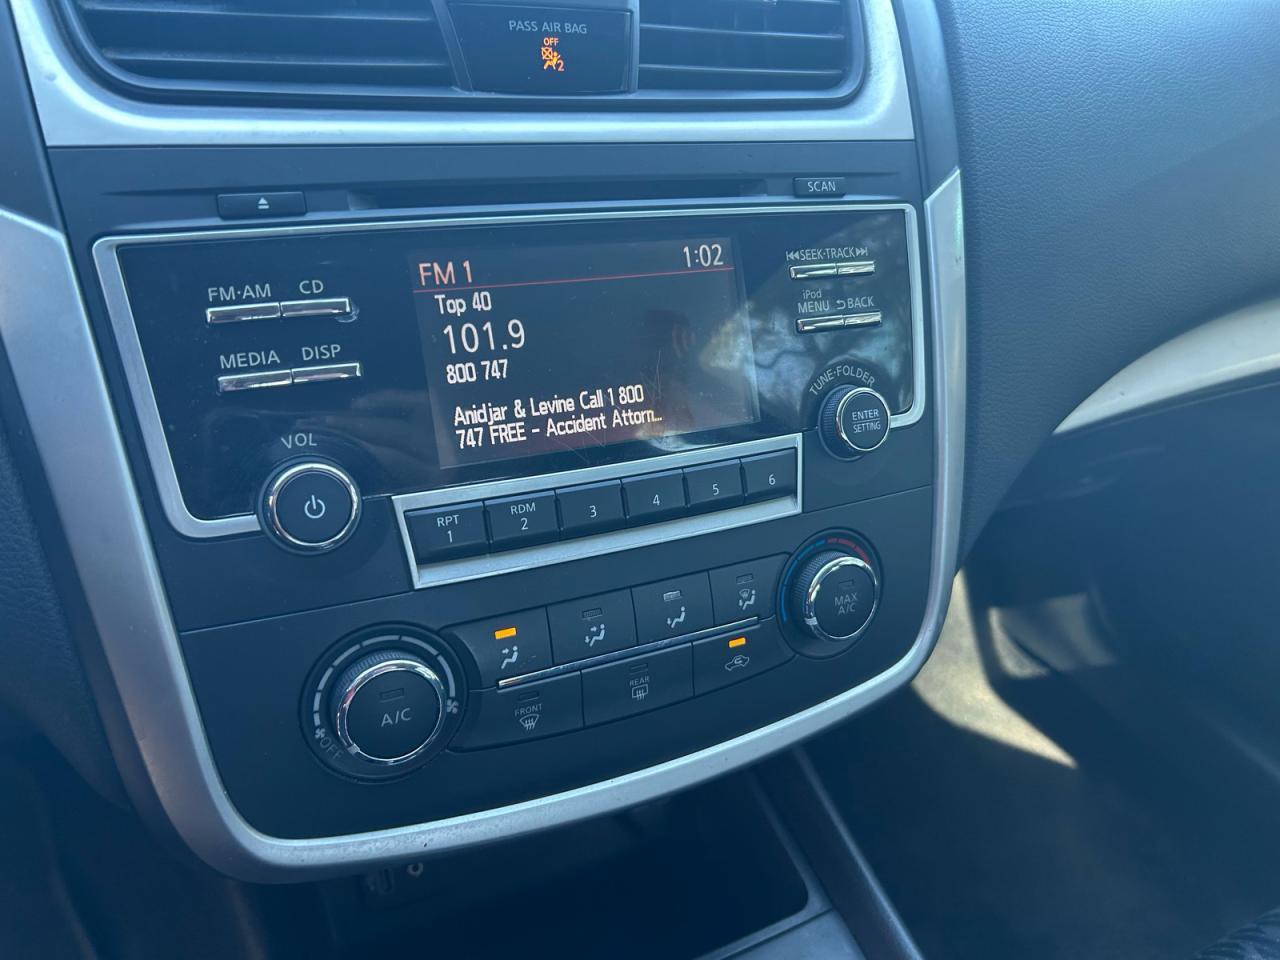 PASS AIR BAG
OFF
2
SCAN
FM 1
1:02
Top 40
101.9
800 747
Anidjar & Levine Call 1 800
747 FREE - Accident Attorn...
FM·AM
CD
MEDIA
DISP
SEEK·TRACK
iPod
MENU
BACK
TUNE·FOLDER
ENTER
SETTING
VOL
RPT
1
RDM
2
3
4
5
6
A/C
OFF
FRONT
REAR
MAX
A/C